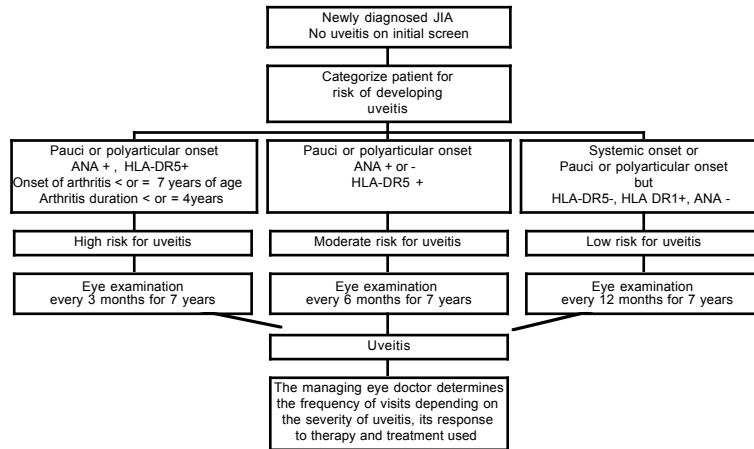 Newly diagnosed JIA
No uveitis on initial screen
Categorize patient for
risk of developing
uveitis
Pauci or polyarticular onset
ANA + , HLA-DR5+
Onset of arthritis < or = 7 years of age
Arthritis duration < or = 4years
Pauci or polyarticular onset
ANA + or -
HLA-DR5 +
Systemic onset or
Pauci or polyarticular onset
but
HLA-DR5-, HLA DR1+, ANA -
High risk for uveitis
Moderate risk for uveitis
Low risk for uveitis
Eye examination
every 3 months for 7 years
Eye examination
every 6 months for 7 years
Eye examination
every 12 months for 7 years
Uveitis
The managing eye doctor determines
the frequency of visits depending on
the severity of uveitis, its response
to therapy and treatment used